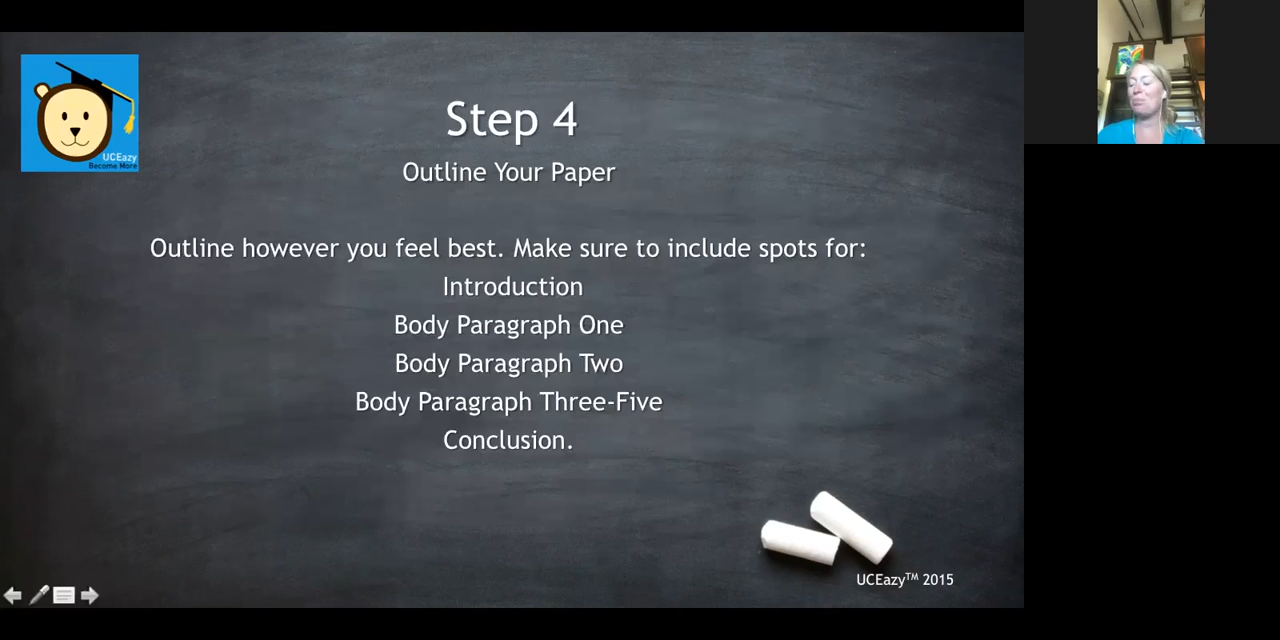 UCEazy
Become More
Step 4
Outline Your Paper
Outline however you feel best. Make sure to include spots for:
Introduction
Body Paragraph One
Body Paragraph Two
Body Paragraph Three-Five
Conclusion.
UCEazy™ 2015